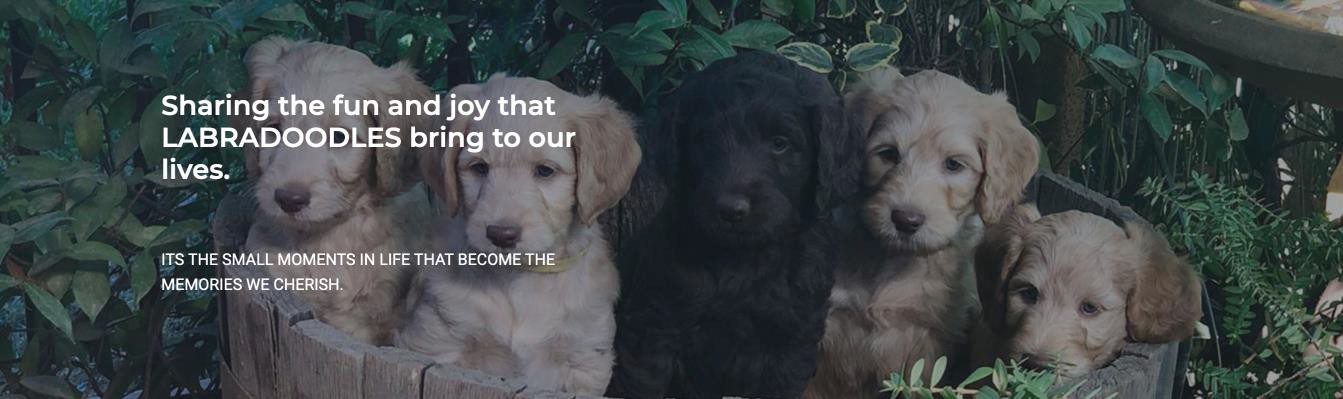 Sharing the fun and joy that
LABRADOODLES bring to our
lives.
ITS THE SMALL MOMENTS IN LIFE THAT BECOME THE
MEMORIES WE CHERISH.